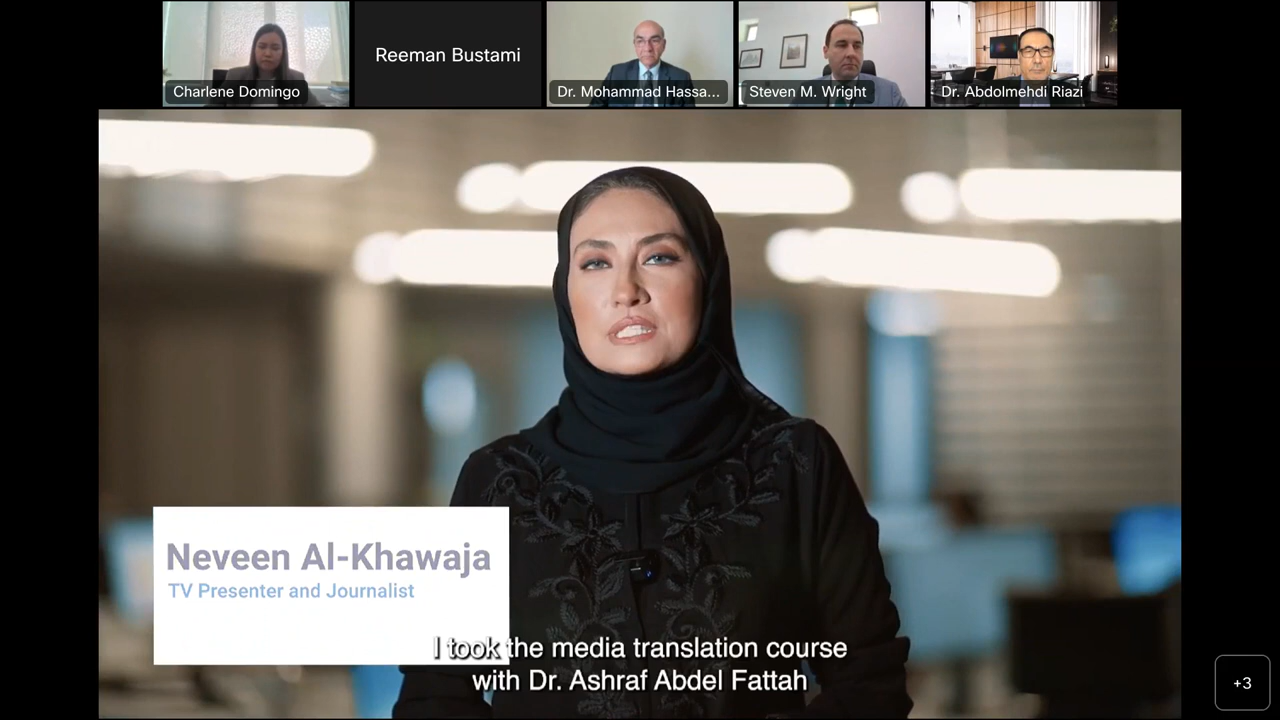 Charlene Domingo
Reeman Bustami
Dr. Mohammad Hassa...
Steven M. Wright
Dr. Abdolmehdi Riazi
Neveen Al-Khawaja
TV Presenter and Journalist
I took the media translation course
with Dr. Ashraf Abdel Fattah
+3